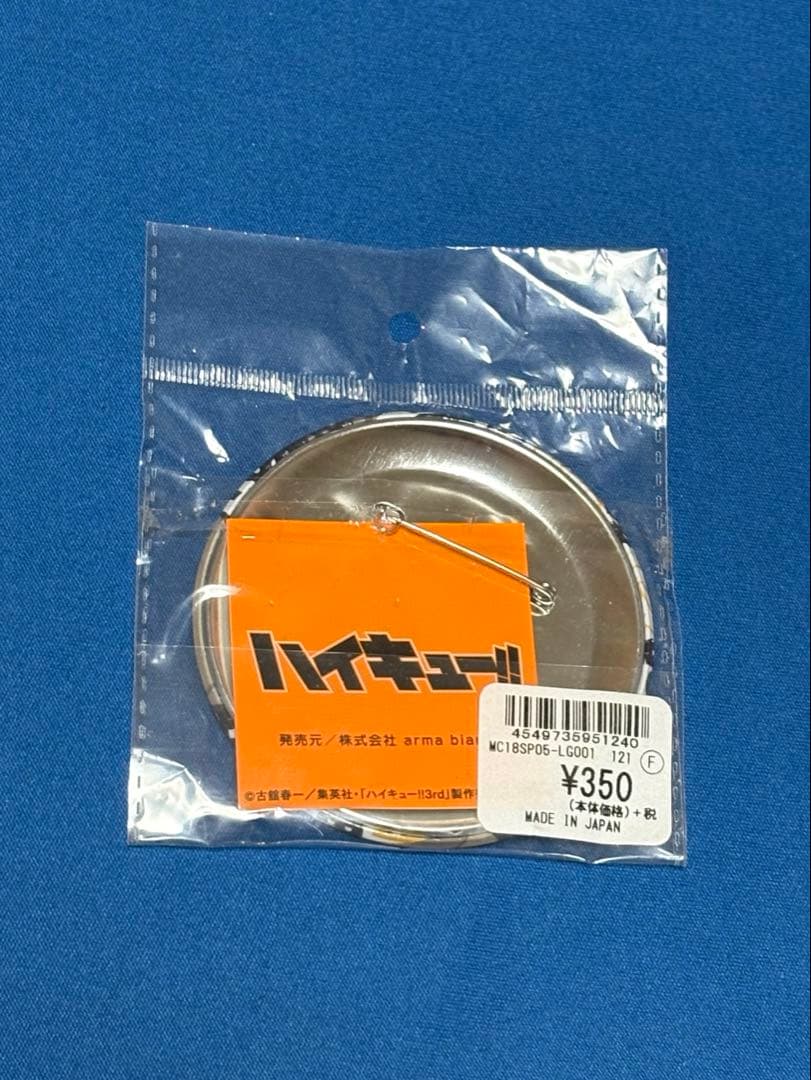 ハイキュー!!
発売元／株式会社 arma
©古舘春一／集英社・「ハイキュー!!3rd」製作
4549735951240
MC18SP05-LG001 121 F
¥350
(本体価格)+税
MADE IN JAPAN